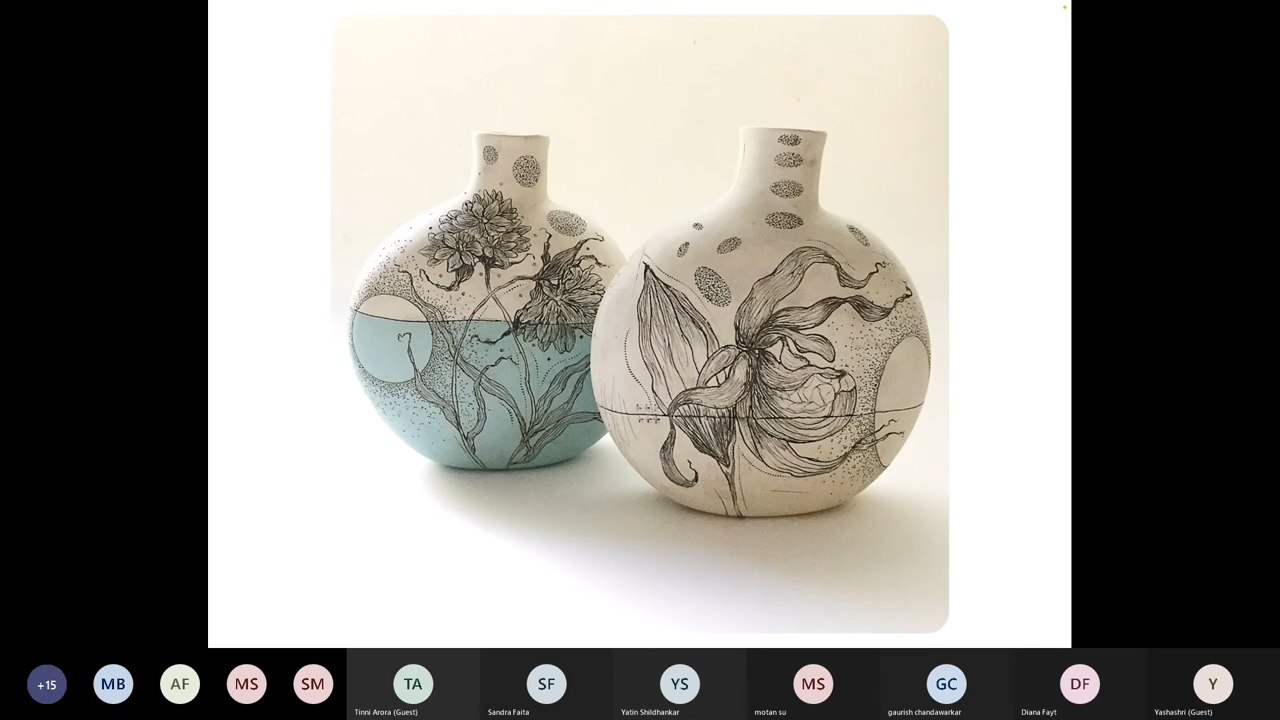 +15
MB
AF
MS
SM
TA
SF
YS
MS
GC
DF
Y
Tinni Arora (Guest)
Sandra Faita
Yatin Shildhankar
motan su
gaurish chandawarkar
Diana Fayt
Yashashri (Guest)